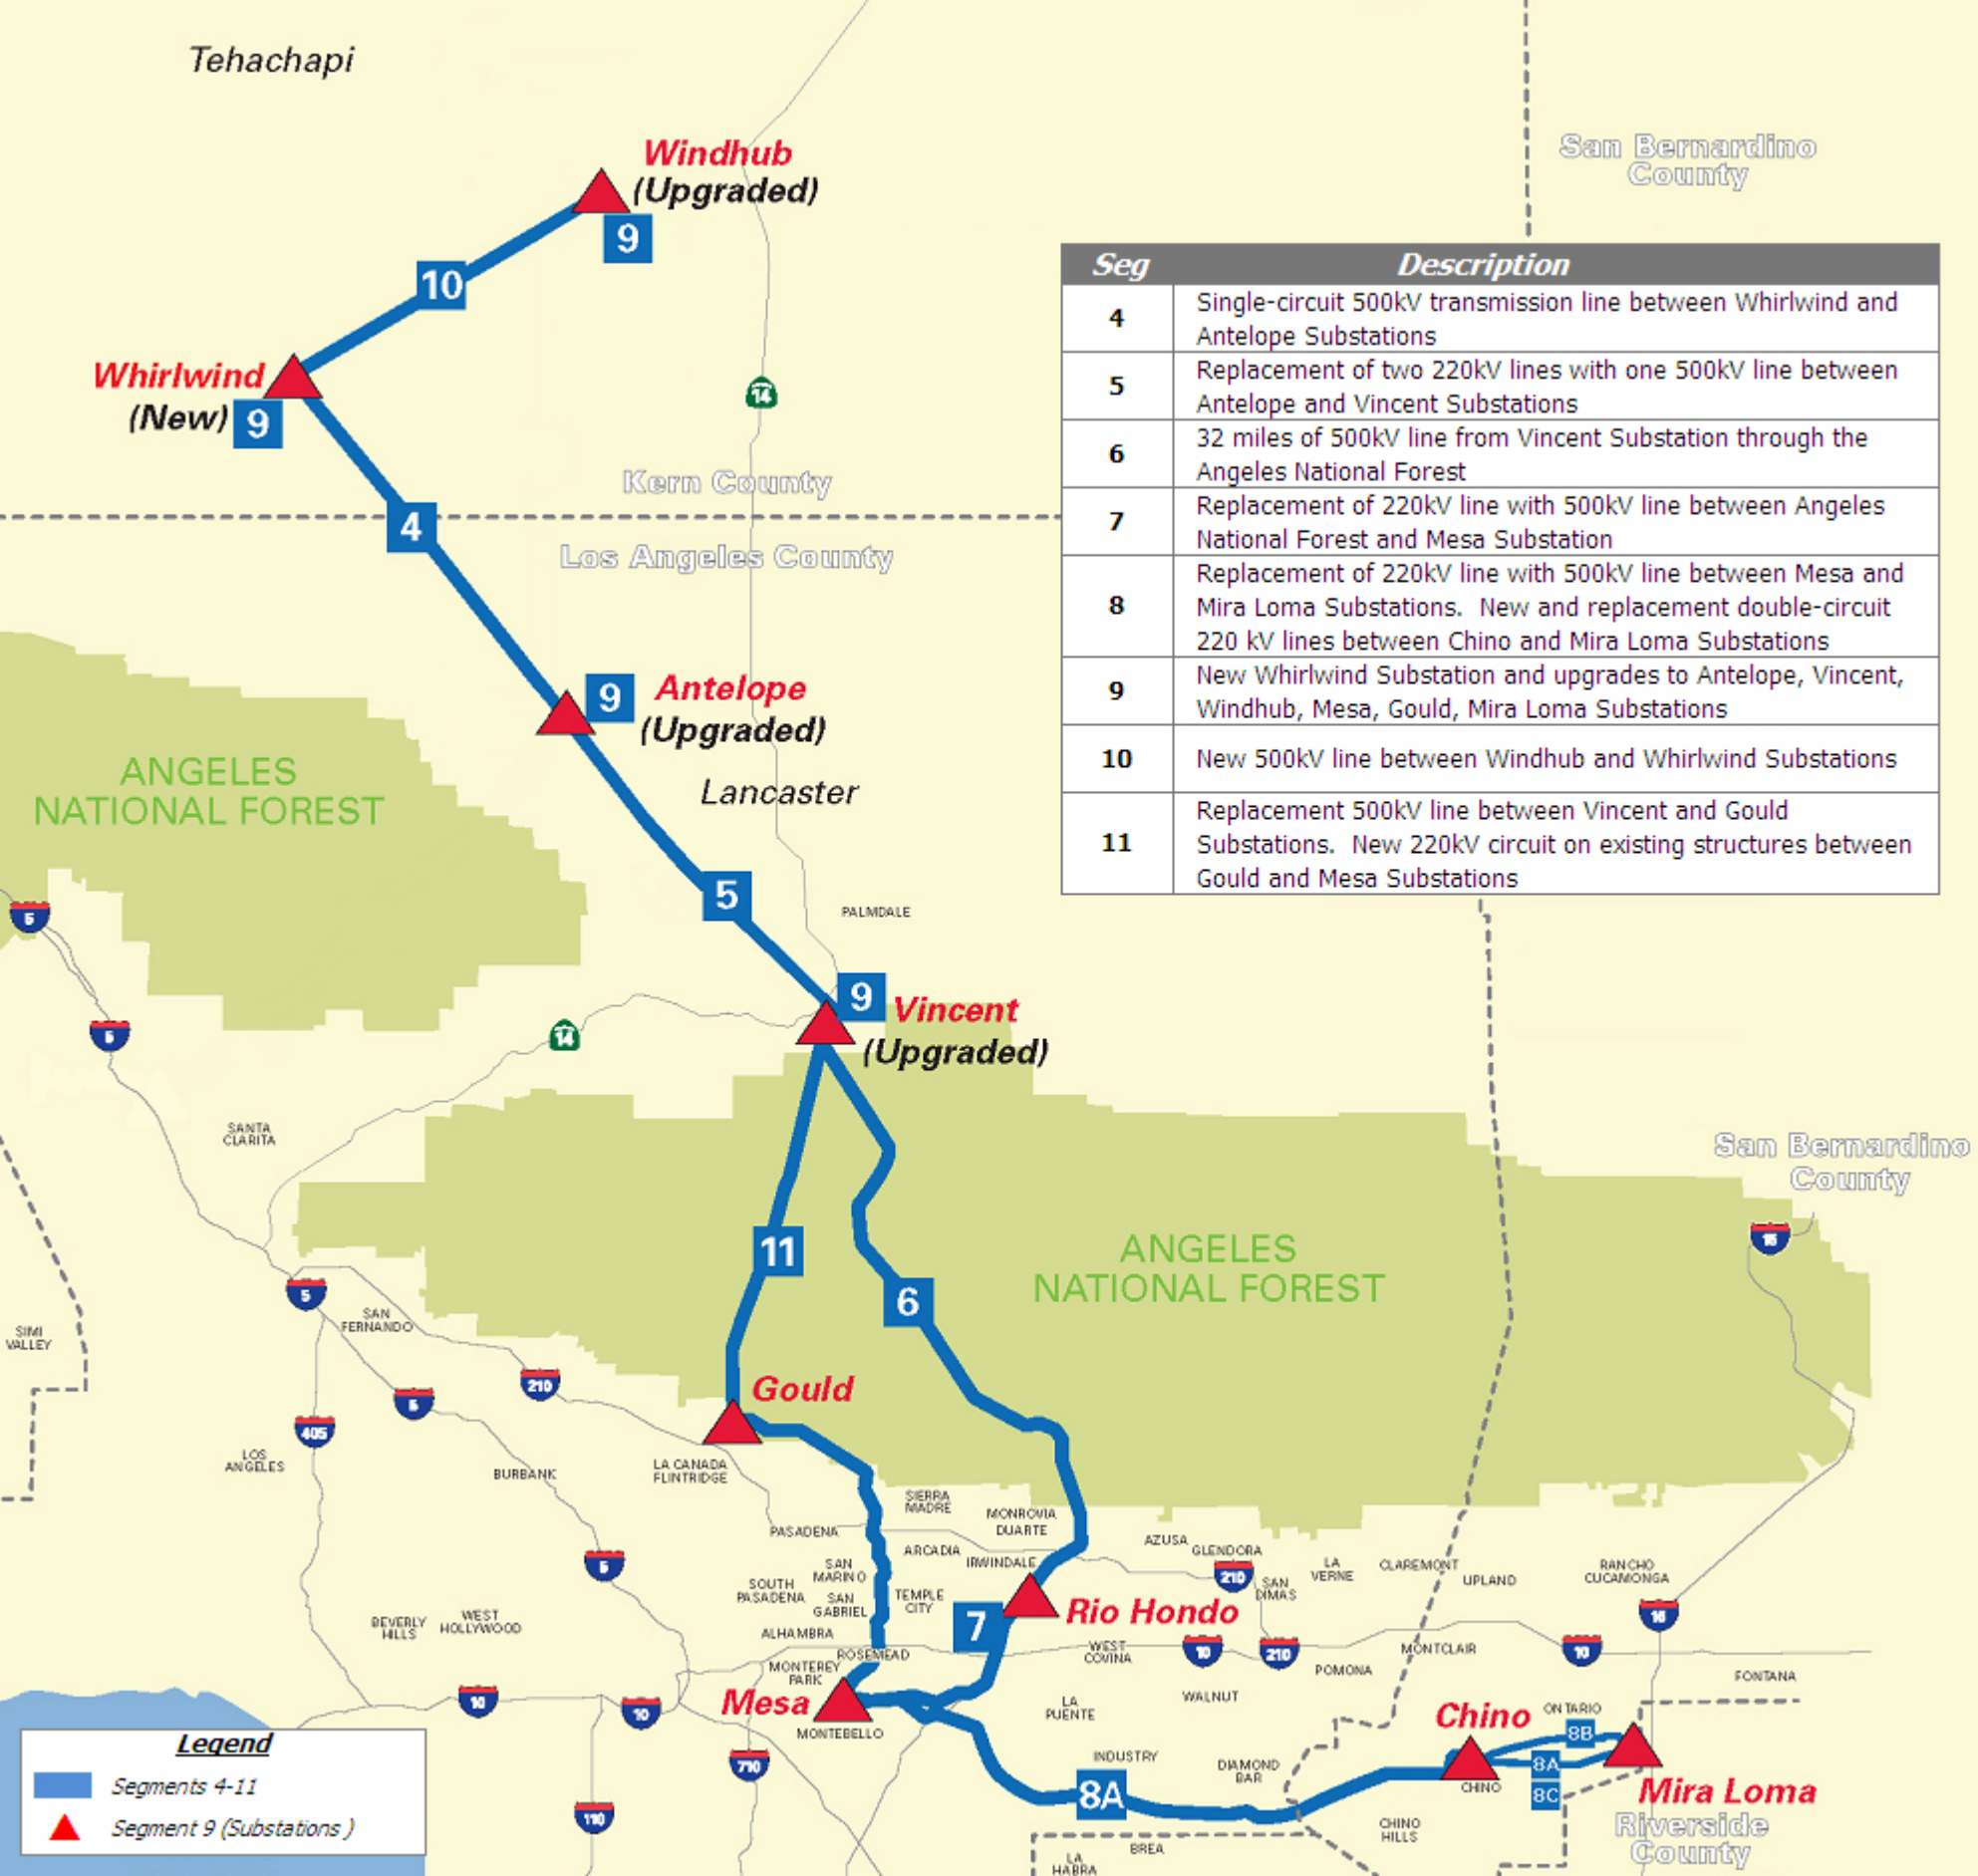 Tehachapi
San Bernardino
County
Windhub
(Upgraded)
9
10
Whirlwind
(New)
9
14
Kern County
4
Los Angeles County
Seg Description
4 Single-circuit 500kV transmission line between Whirlwind and
Antelope Substations
5 Replacement of two 220kV lines with one 500kV line between
Antelope and Vincent Substations
6 32 miles of 500kV line from Vincent Substation through the
Angeles National Forest
7 Replacement of 220kV line with 500kV line between Angeles
National Forest and Mesa Substation
8 Replacement of 220kV line with 500kV line between Mesa and
Mira Loma Substations. New and replacement double-circuit
220 kV lines between Chino and Mira Loma Substations
9 New Whirlwind Substation and upgrades to Antelope, Vincent,
Windhub, Mesa, Gould, Mira Loma Substations
10 New 500kV line between Windhub and Whirlwind Substations
11 Replacement 500kV line between Vincent and Gould
Substations. New 220kV circuit on existing structures between
Gould and Mesa Substations
9
Antelope
(Upgraded)
ANGELES
NATIONAL FOREST
Lancaster
5
5
PALMDALE
9
Vincent
(Upgraded)
5
14
SANTA
CLARITA
San Bernardino
County
11
ANGELES
NATIONAL FOREST
15
5
6
SAN
FERNANDO
SIMI
VALLEY
210
5
Gould
405
LOS
ANGELES
BURBANK
LA CANADA
FLINTRIDGE
SIERRA
MADRE
MONROVIA
DUARTE
PASADENA
ARCADIA
IRWINDALE
AZUSA
GLENDORA
5
SAN
MARINO
210
LA
VERNE
CLAREMONT
UPLAND
RANCHO
CUCAMONGA
SOUTH
PASADENA
SAN
GABRIEL
TEMPLE
CITY
SAN
DIMAS
Rio Hondo
7
15
BEVERLY
HILLS
WEST
HOLLYWOOD
ALHAMBRA
ROSEMEAD
WEST
COVINA
10
210
MONTCLAIR
10
MONTEREY
PARK
POMONA
FONTANA
10
10
Mesa
MONTEBELLO
LA
PUENTE
WALNUT
Chino
ONTARIO
8B
710
INDUSTRY
DIAMOND
BAR
8A
CHINO
8C
8A
Mira Loma
Riverside
County
110
CHINO
HILLS
BREA
LA
HABRA
Legend
Segments 4-11
Segment 9 (Substations)